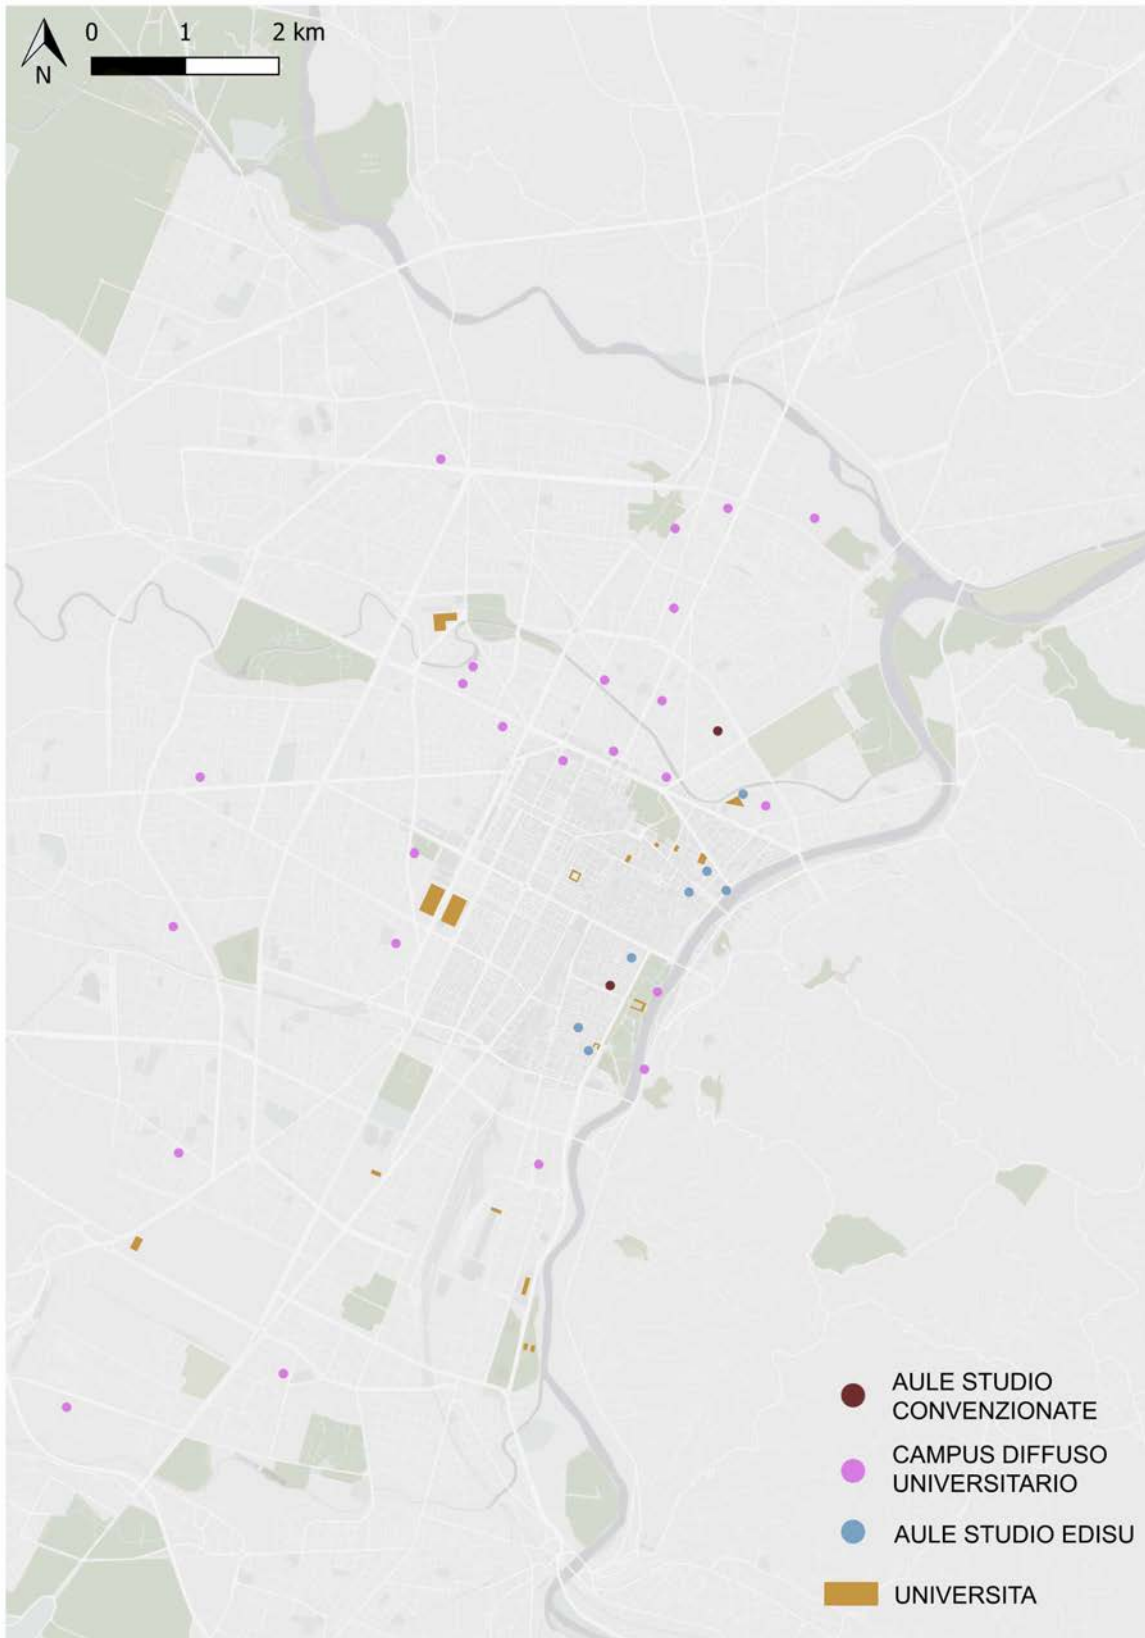 0 1 2 km
N
AULE STUDIO
CONVENZIONATE
CAMPUS DIFFUSO
UNIVERSITARIO
AULE STUDIO EDISU
UNIVERSITA